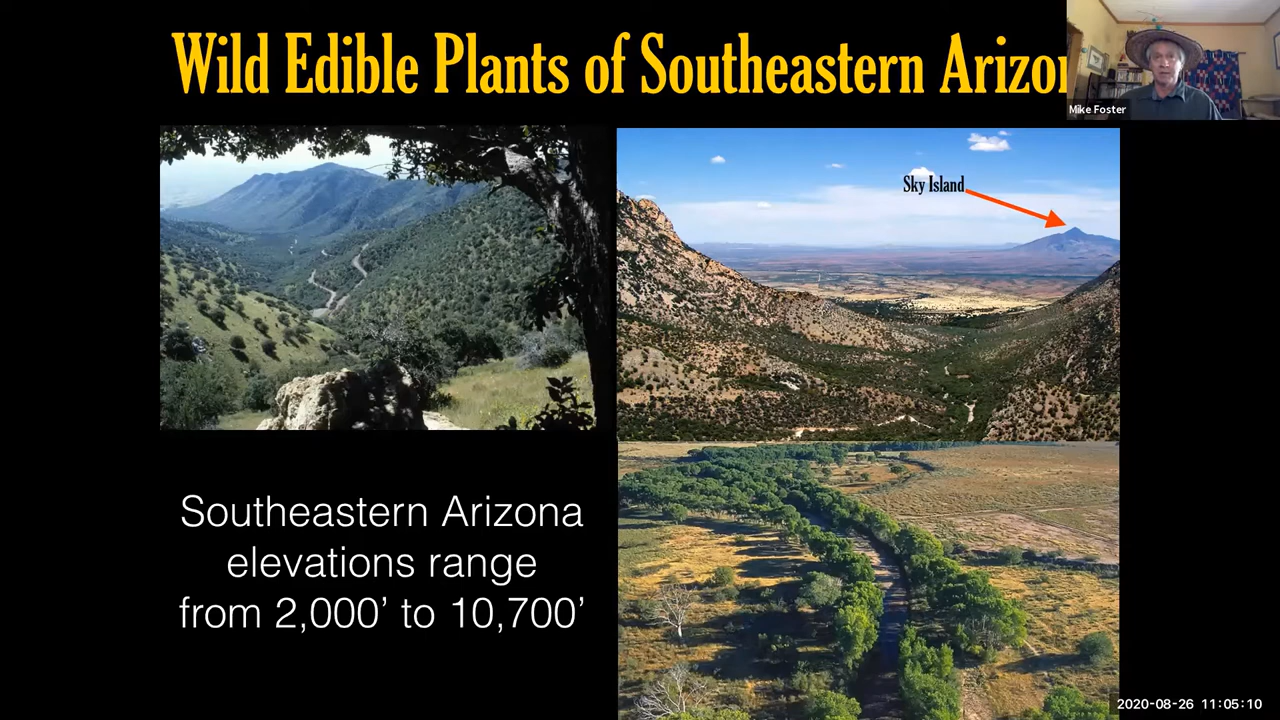 Wild Edible Plants of Southeastern Arizon
Mike Foster
Sky Island
Southeastern Arizona
elevations range
from 2,000’ to 10,700’
2020-08-26 11:05:10